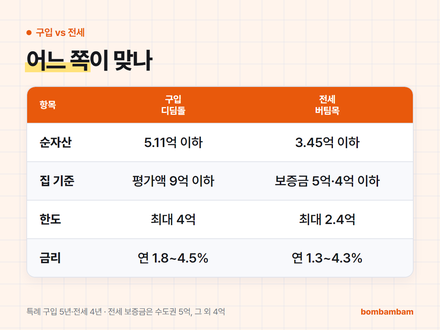 구입 vs 전세
어느 쪽이 맞나
항목 구입 디딤돌 전세 버팀목
순자산 5.11억 이하 3.45억 이하
집 기준 평가액 9억 이하 보증금 5억·4억 이하
한도 최대 4억 최대 2.4억
금리 연 1.8~4.5% 연 1.3~4.3%
특례 구입 5년·전세 4년 · 전세 보증금은 수도권 5억, 그 외 4억 bombambam